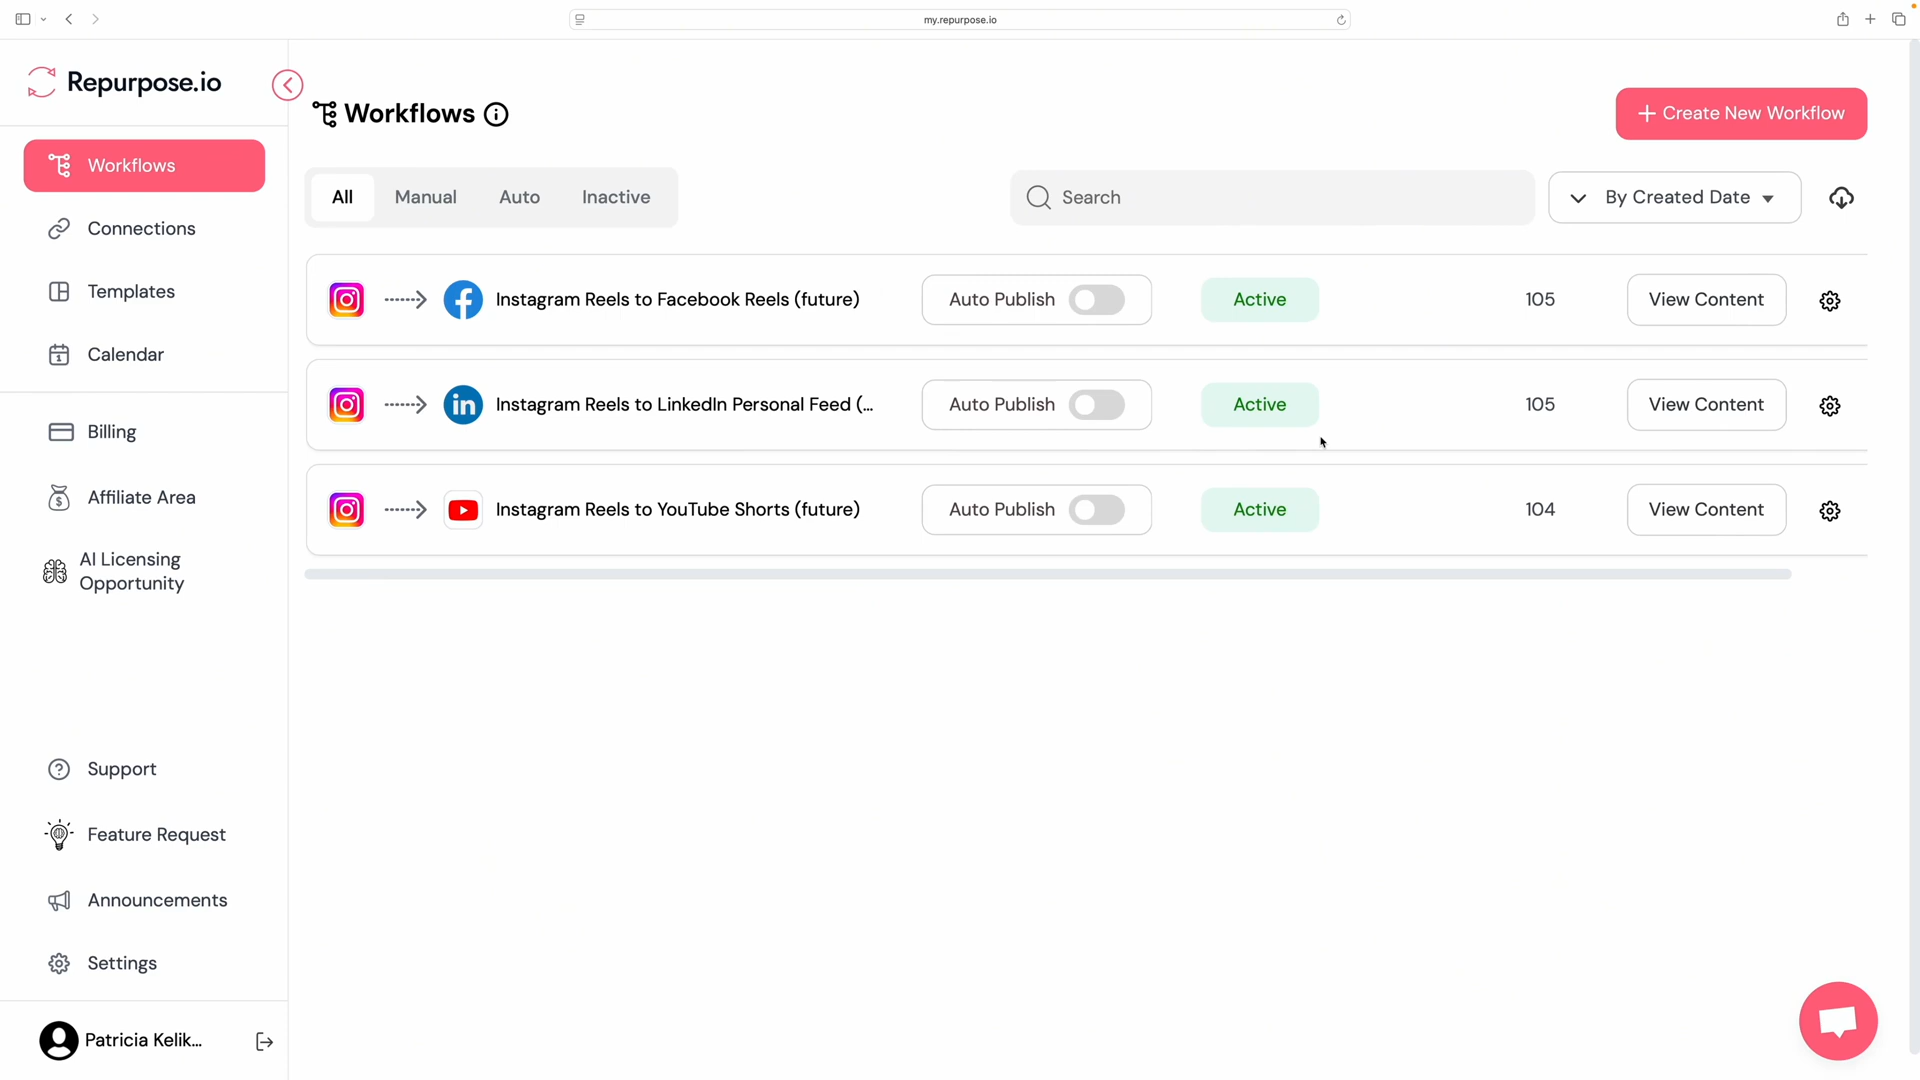 my.repurpose.io
Repurpose.io
Workflows
Create New Workflow
Workflows
Connections
Templates
Calendar
Billing
Affiliate Area
AI Licensing
Opportunity
Support
Feature Request
Announcements
Settings
Patricia Kelik...
All
Manual
Auto
Inactive
Search
By Created Date
Instagram Reels to Facebook Reels (future)
Auto Publish
Active
105
View Content
Instagram Reels to LinkedIn Personal Feed (...
Auto Publish
Active
105
View Content
Instagram Reels to YouTube Shorts (future)
Auto Publish
Active
104
View Content